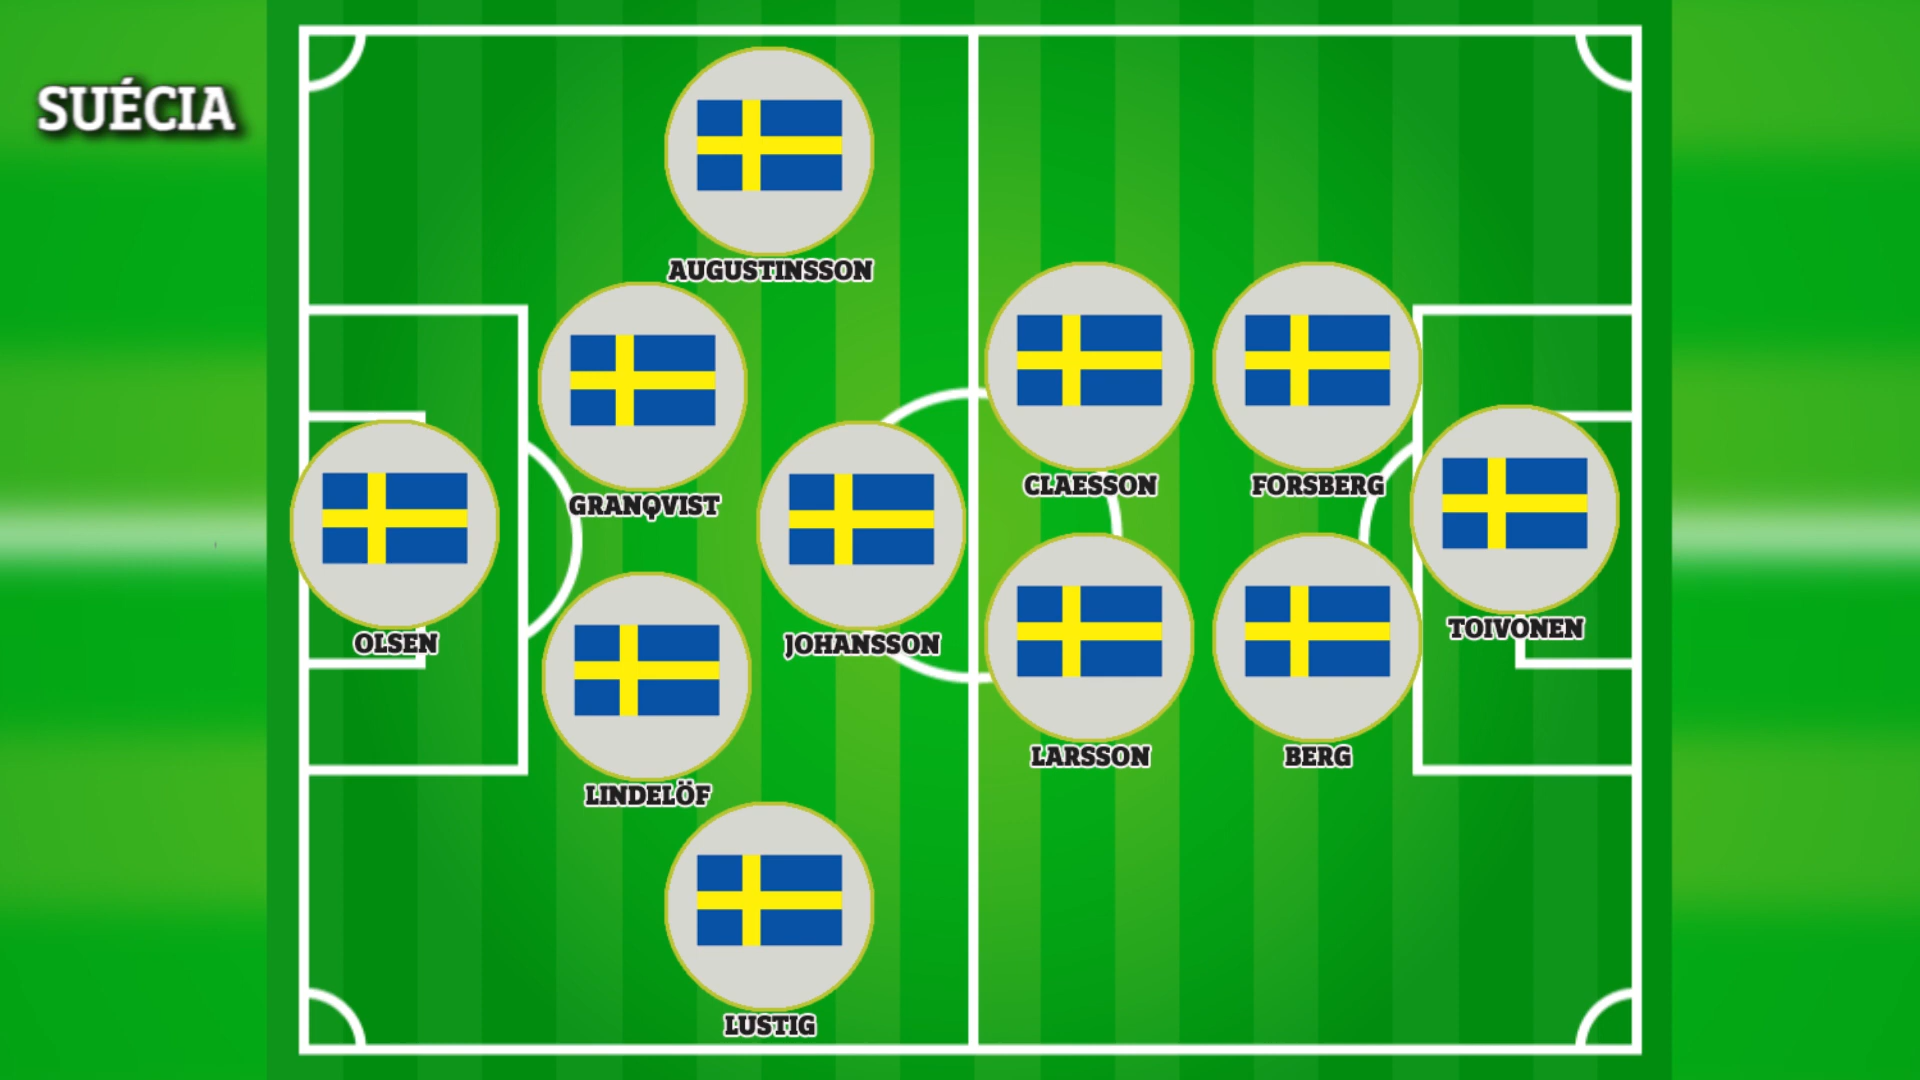 SUÉCIA
AUGUSTINSSON
CLAESSON
FORSBERG
GRANQVIST
TOIVONEN
OLSEN
JOHANSSON
LARSSON
BERG
LINDELÖF
LUSTIG